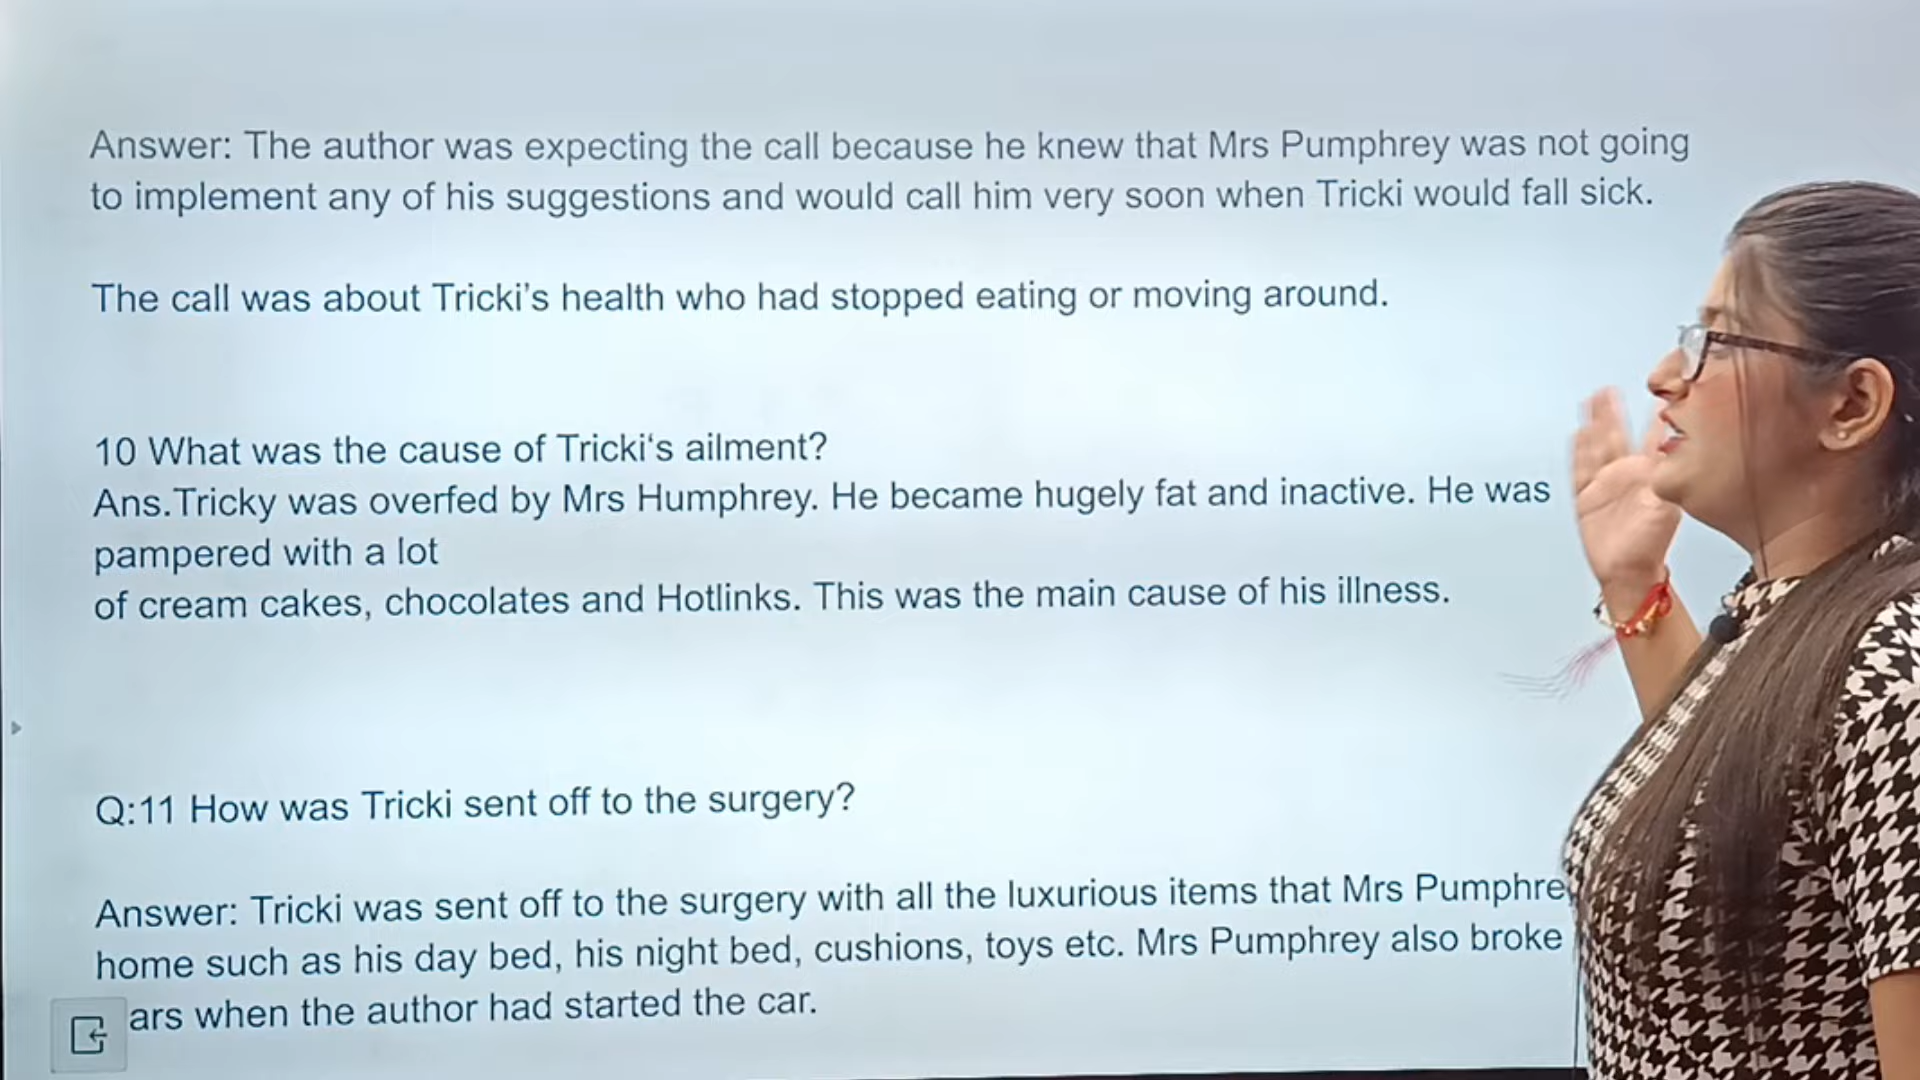 Answer: The author was expecting the call because he knew that Mrs Pumphrey was not going
to implement any of his suggestions and would call him very soon when Tricki would fall sick.
The call was about Tricki's health who had stopped eating or moving around.
10 What was the cause of Tricki‘s ailment?
Ans.Tricky was overfed by Mrs Humphrey. He became hugely fat and inactive. He was
pampered with a lot
of cream cakes, chocolates and Hotlinks. This was the main cause of his illness.
Q:11 How was Tricki sent off to the surgery?
Answer: Tricki was sent off to the surgery with all the luxurious items that Mrs
home such as his day bed, his night bed, cushions, toys etc. Mrs Pumphrey also broke
when the author had started the car.